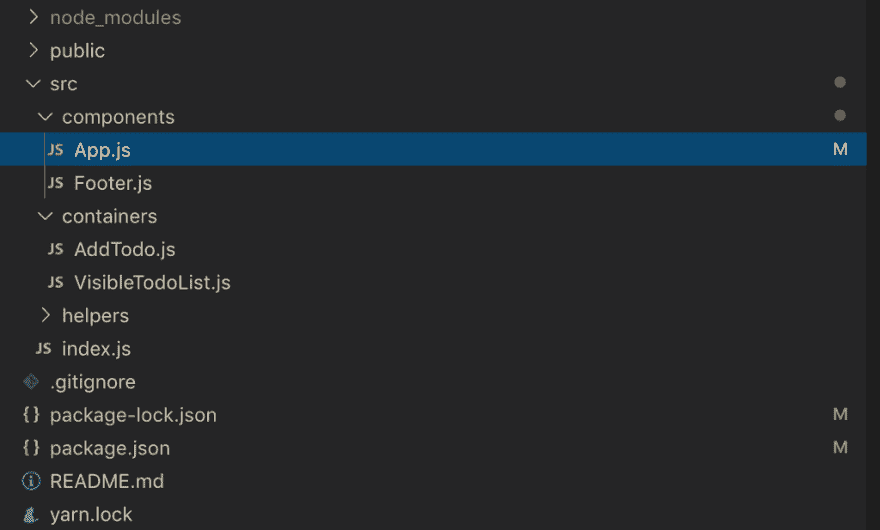 node_modules
public
src
components
JS App.js M
JS Footer.js
containers
JS AddTodo.js
JS VisibleTodoList.js
helpers
JS index.js
.gitignore
{} package-lock.json M
{} package.json M
README.md
yarn.lock